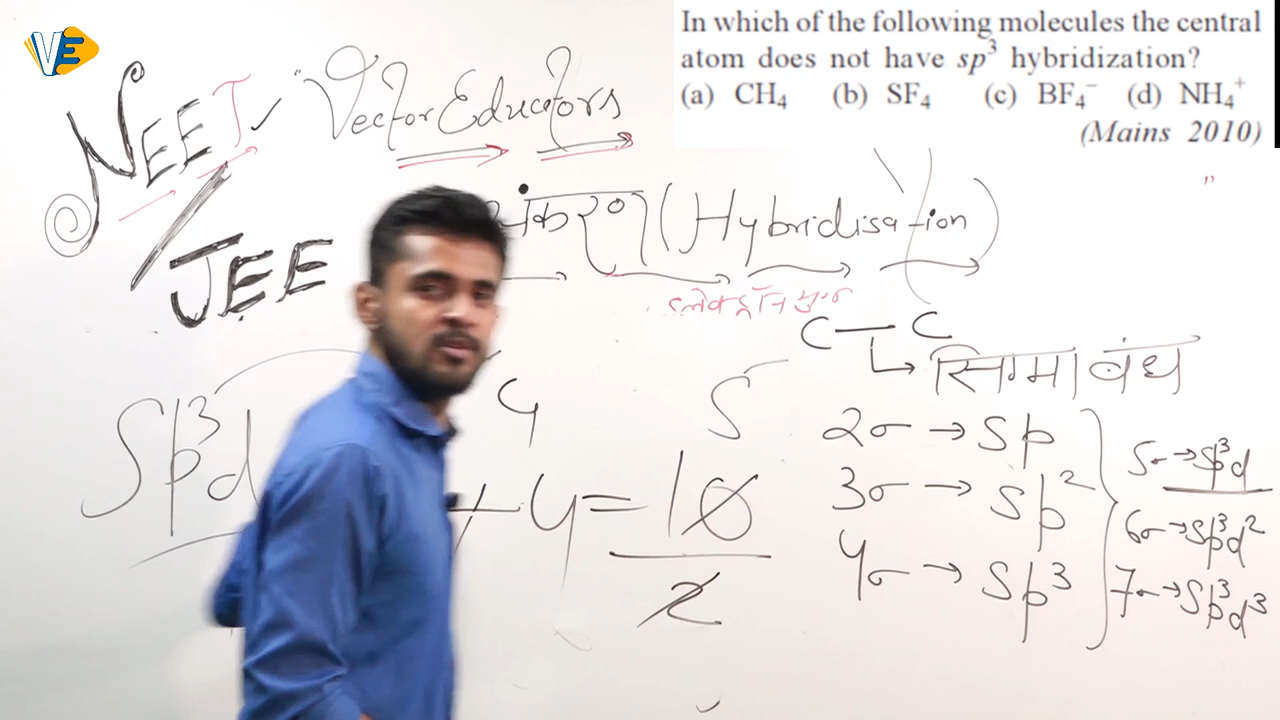 VE
In which of the following molecules the central
atom does not have sp³ hybridization?
(a) CH₄ (b) SF₄ (c) BF₄⁻ (d) NH₄⁺
(Mains 2010)
NEET
JEE
Vector Educators
करण (Hybridisation)
इलेक्ट्रॉन युग्म
C—C
सिग्मा बंध
Sp³d
+ 4 = 10
2
5
2σ → Sp
3σ → Sp²
4σ → Sp³
5σ → Sp³d
6σ → Sp³d²
7σ → Sp³d³